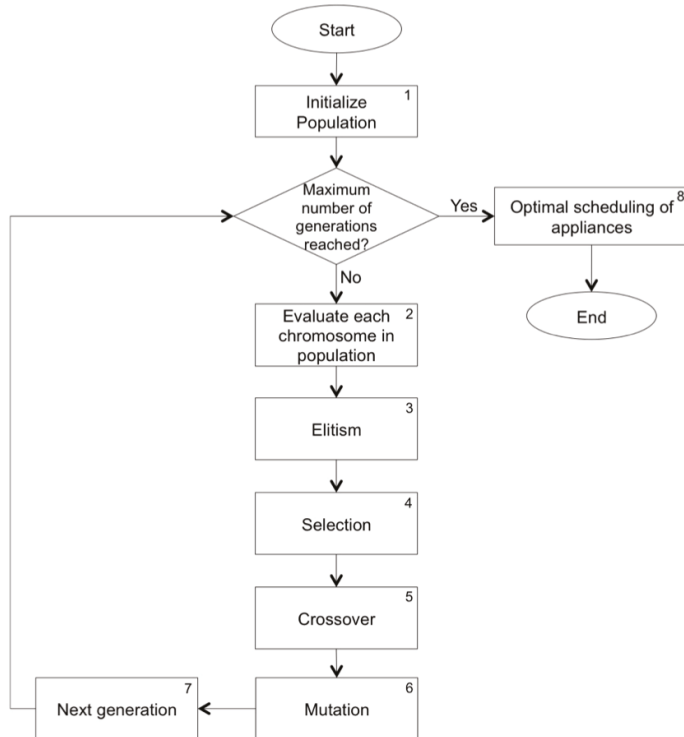 Start
1
Initialize
Population
Maximum
number of
generations
reached?
Yes
8
Optimal scheduling of
appliances
No
End
2
Evaluate each
chromosome in
population
3
Elitism
4
Selection
5
Crossover
6
Mutation
7
Next generation